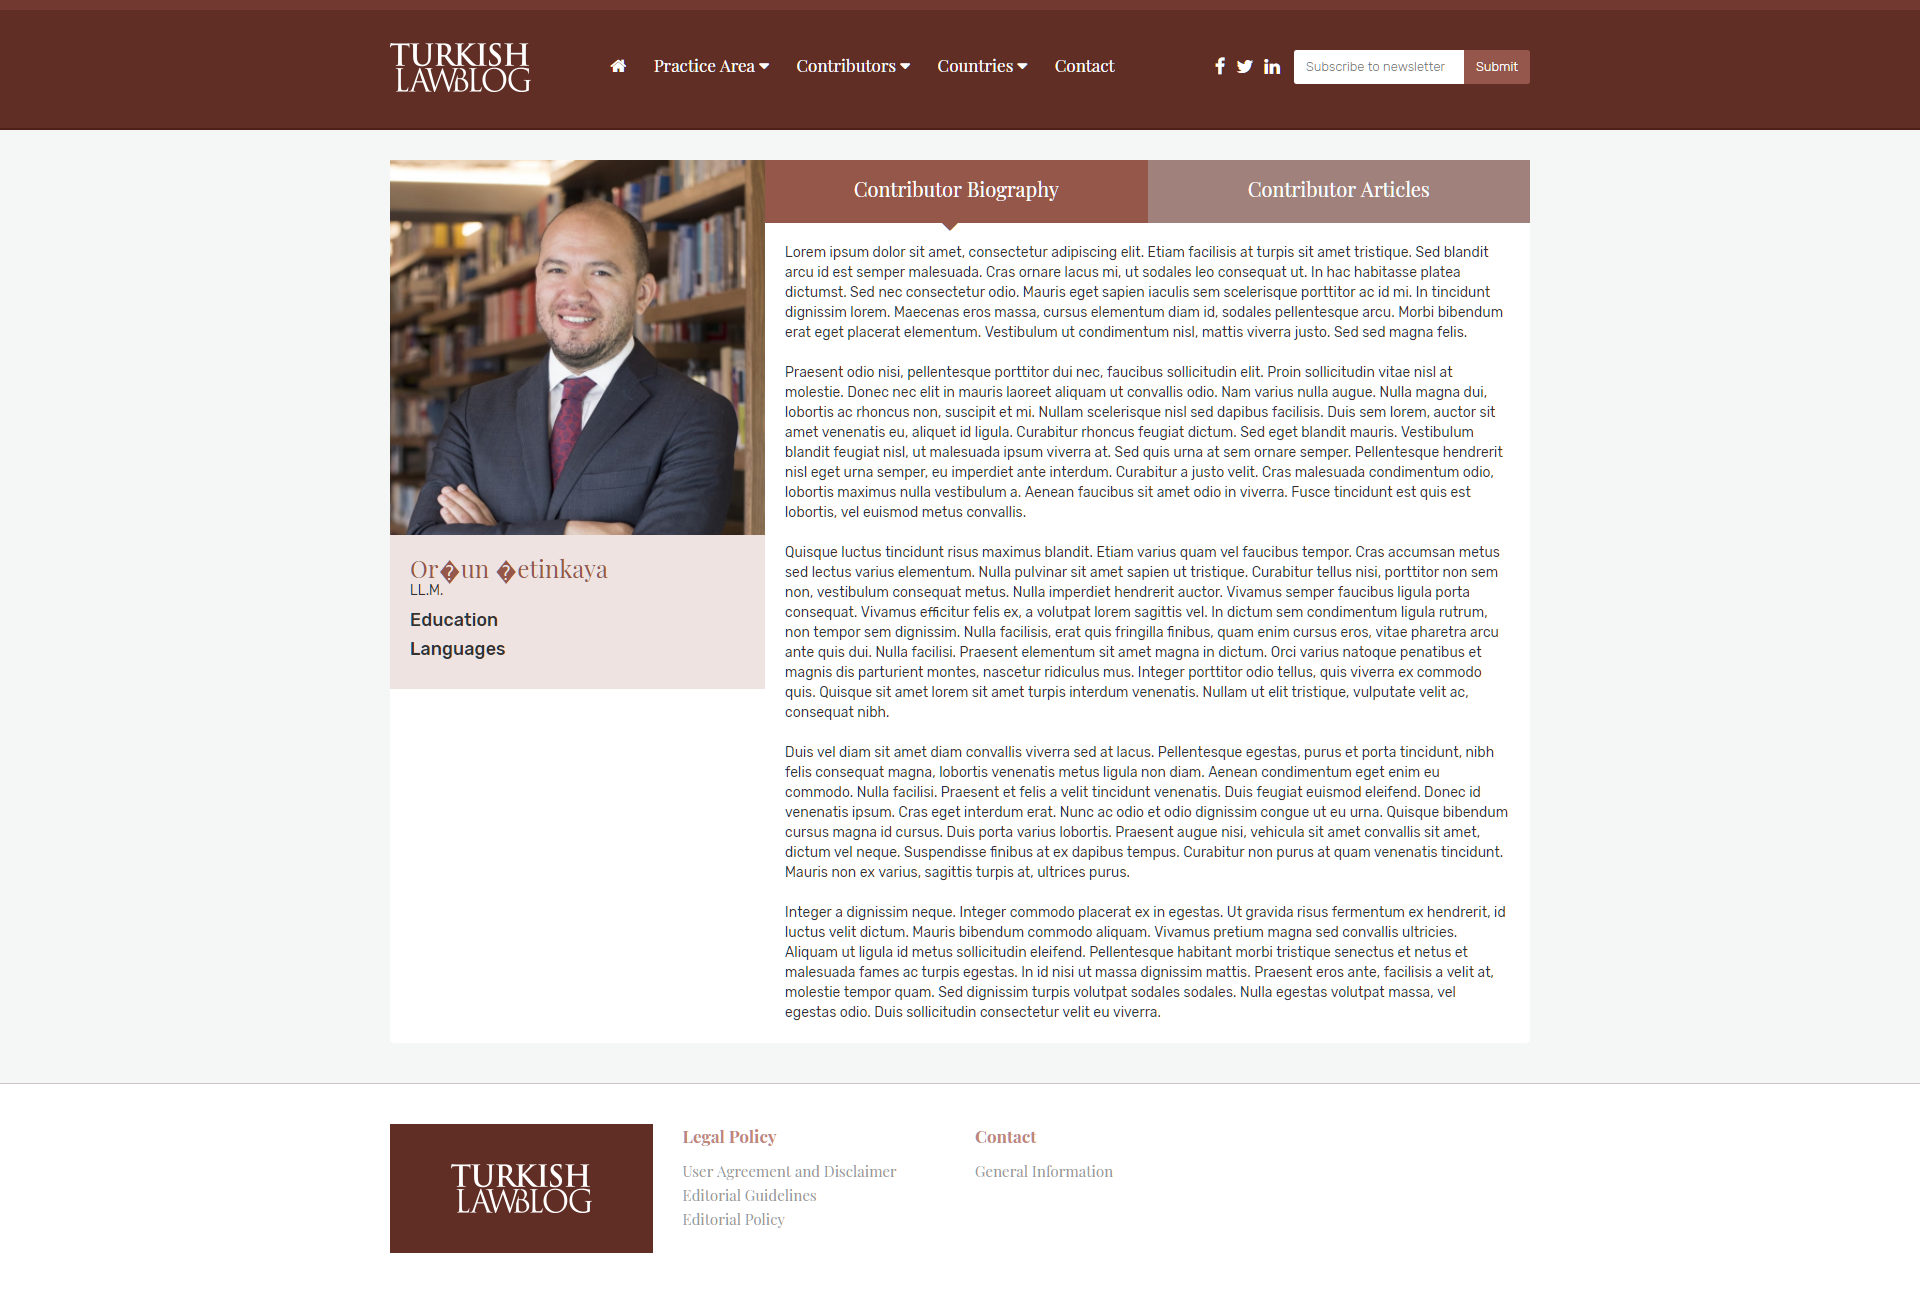 TURKISH
LAWBLOG
Practice Area
Contributors
Countries
Contact
Subscribe to newsletter
Submit
Contributor Biography
Contributor Articles
Or�un �etinkaya
LL.M.
Education
Languages
Lorem ipsum dolor sit amet, consectetur adipiscing elit. Etiam facilisis at turpis sit amet tristique. Sed blandit
arcu id est semper malesuada. Cras ornare lacus mi, ut sodales leo consequat ut. In hac habitasse platea
dictumst. Sed nec consectetur odio. Mauris eget sapien iaculis sem scelerisque porttitor ac id mi. In tincidunt
dignissim lorem. Maecenas eros massa, cursus elementum diam id, sodales pellentesque arcu. Morbi bibendum
erat eget placerat elementum. Vestibulum ut condimentum nisl, mattis viverra justo. Sed sed magna felis.
Praesent odio nisi, pellentesque porttitor dui nec, faucibus sollicitudin elit. Proin sollicitudin vitae nisl at
molestie. Donec nec elit in mauris laoreet aliquam ut convallis odio. Nam varius nulla augue. Nulla magna dui,
lobortis ac rhoncus non, suscipit et mi. Nullam scelerisque nisl sed dapibus facilisis. Duis sem lorem, auctor sit
amet venenatis eu, aliquet id ligula. Curabitur rhoncus feugiat dictum. Sed eget blandit mauris. Vestibulum
blandit feugiat nisl, ut malesuada ipsum viverra at. Sed quis urna at sem ornare semper. Pellentesque hendrerit
nisl eget urna semper, eu imperdiet ante interdum. Curabitur a justo velit. Cras malesuada condimentum odio,
lobortis maximus nulla vestibulum a. Aenean faucibus sit amet odio in viverra. Fusce tincidunt est quis est
lobortis, vel euismod metus convallis.
Quisque luctus tincidunt risus maximus blandit. Etiam varius quam vel faucibus tempor. Cras accumsan metus
sed lectus varius elementum. Nulla pulvinar sit amet sapien ut tristique. Curabitur tellus nisi, porttitor non sem
non, vestibulum consequat metus. Nulla imperdiet hendrerit auctor. Vivamus semper faucibus ligula porta
consequat. Vivamus efficitur felis ex, a volutpat lorem sagittis vel. In dictum sem condimentum ligula rutrum,
non tempor sem dignissim. Nulla facilisis, erat quis fringilla finibus, quam enim cursus eros, vitae pharetra arcu
ante quis dui. Nulla facilisi. Praesent elementum sit amet magna in dictum. Orci varius natoque penatibus et
magnis dis parturient montes, nascetur ridiculus mus. Integer porttitor odio tellus, quis viverra ex commodo
quis. Quisque sit amet lorem sit amet turpis interdum venenatis. Nullam ut elit tristique, vulputate velit ac,
consequat nibh.
Duis vel diam sit amet diam convallis viverra sed at lacus. Pellentesque egestas, purus et porta tincidunt, nibh
felis consequat magna, lobortis venenatis metus ligula non diam. Aenean condimentum eget enim eu
commodo. Nulla facilisi. Praesent et felis a velit tincidunt venenatis. Duis feugiat euismod eleifend. Donec id
venenatis ipsum. Cras eget interdum erat. Nunc ac odio et odio dignissim congue ut eu urna. Quisque bibendum
cursus magna id cursus. Duis porta varius lobortis. Praesent augue nisi, vehicula sit amet convallis sit amet,
dictum vel neque. Suspendisse finibus at ex dapibus tempus. Curabitur non purus at quam venenatis tincidunt.
Mauris non ex varius, sagittis turpis at, ultrices purus.
Integer a dignissim neque. Integer commodo placerat ex in egestas. Ut gravida risus fermentum ex hendrerit, id
luctus velit dictum. Mauris bibendum commodo aliquam. Vivamus pretium magna sed convallis ultricies.
Aliquam ut ligula id metus sollicitudin eleifend. Pellentesque habitant morbi tristique senectus et netus et
malesuada fames ac turpis egestas. In id nisi ut massa dignissim mattis. Praesent eros ante, facilisis a velit at,
molestie tempor quam. Sed dignissim turpis volutpat sodales sodales. Nulla egestas volutpat massa, vel
egestas odio. Duis sollicitudin consectetur velit eu viverra.
TURKISH
LAWBLOG
Legal Policy
User Agreement and Disclaimer
Editorial Guidelines
Editorial Policy
Contact
General Information